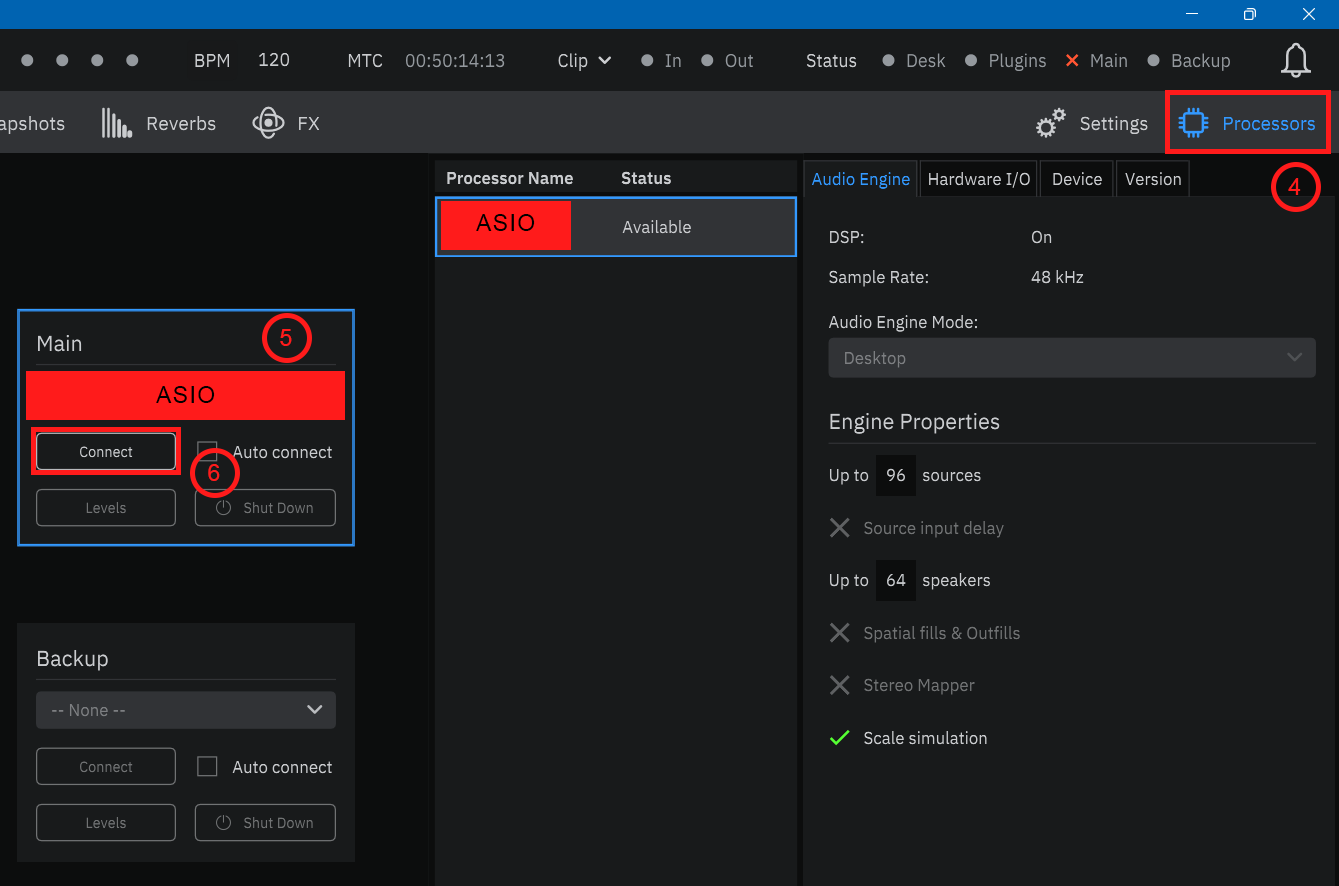 BPM 120 MTC 00:50:14:13 Clip In Out Status Desk Plugins Main Backup
apshots Reverbs FX Settings Processors
4
Processor Name Status
ASIO Available
Audio Engine Hardware I/O Device Version
DSP: On
Sample Rate: 48 kHz
Audio Engine Mode:
Desktop
Engine Properties
Up to 96 sources
Source input delay
Up to 64 speakers
Spatial fills & Outfills
Stereo Mapper
Scale simulation
Main 5
ASIO
Connect Auto connect
6
Levels Shut Down
Backup
-- None --
Connect Auto connect
Levels Shut Down